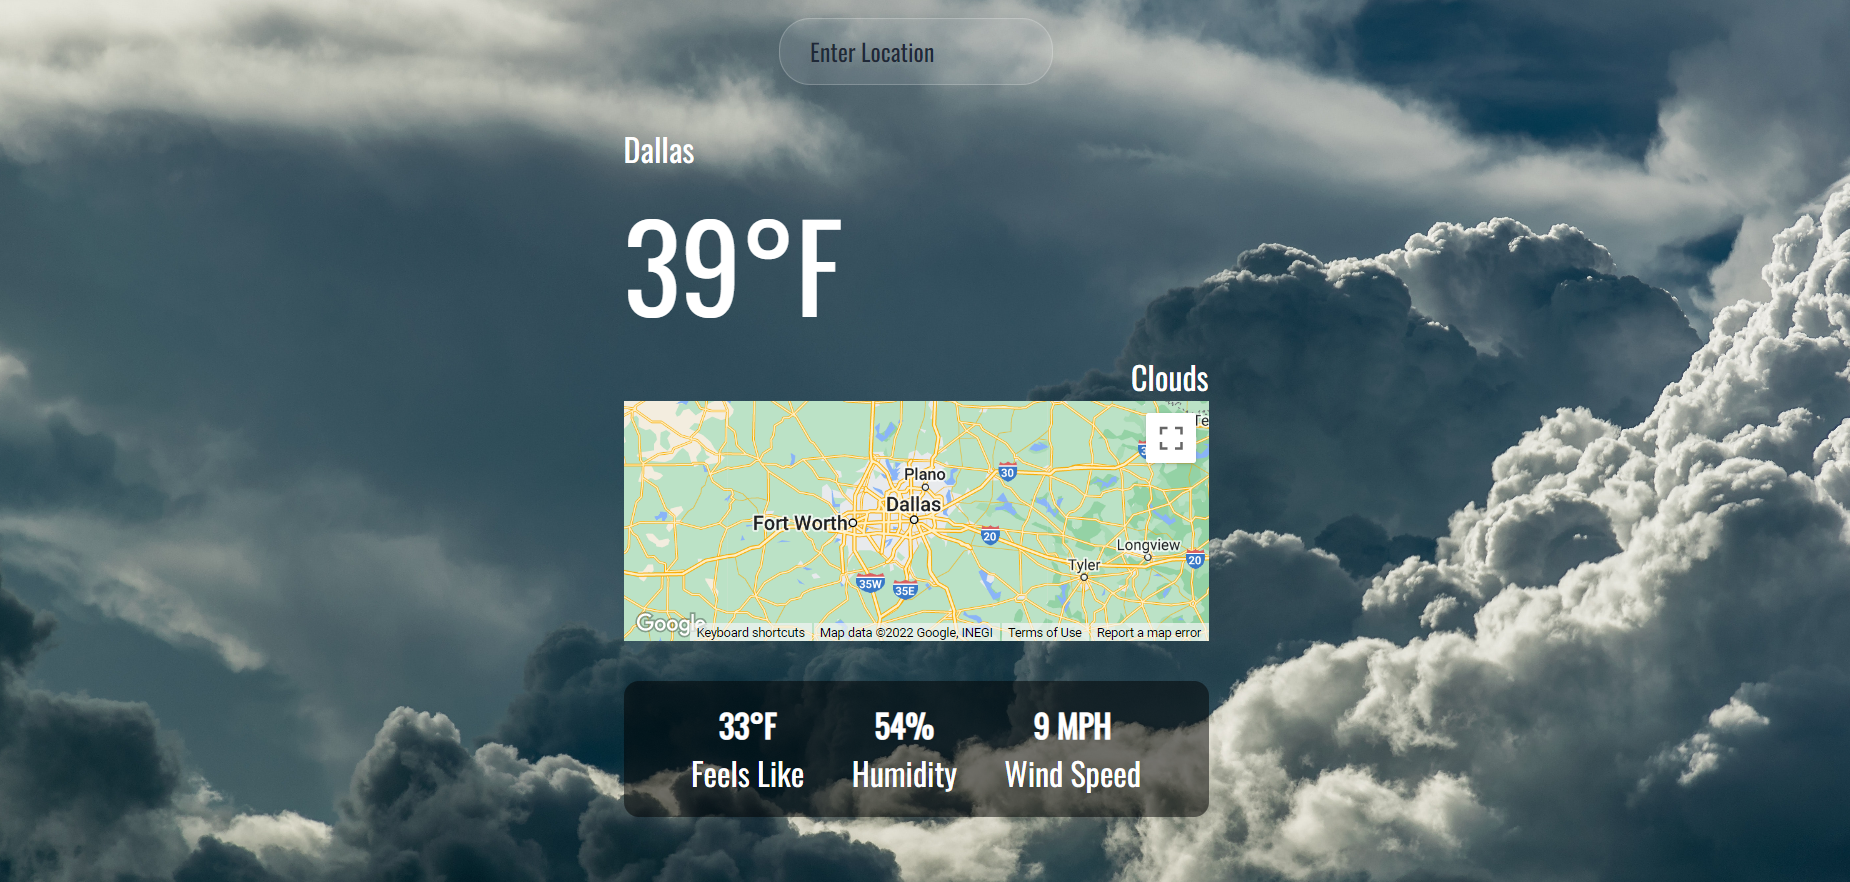 Enter Location
Dallas
39°F
Clouds
Plano
30
Dallas
Fort Worth
20
Longview
20
Tyler
35W
35E
Google
Keyboard shortcuts
Map data ©2022 Google, INEGI
Terms of Use
Report a map error
33°F
54%
9 MPH
Feels Like
Humidity
Wind Speed